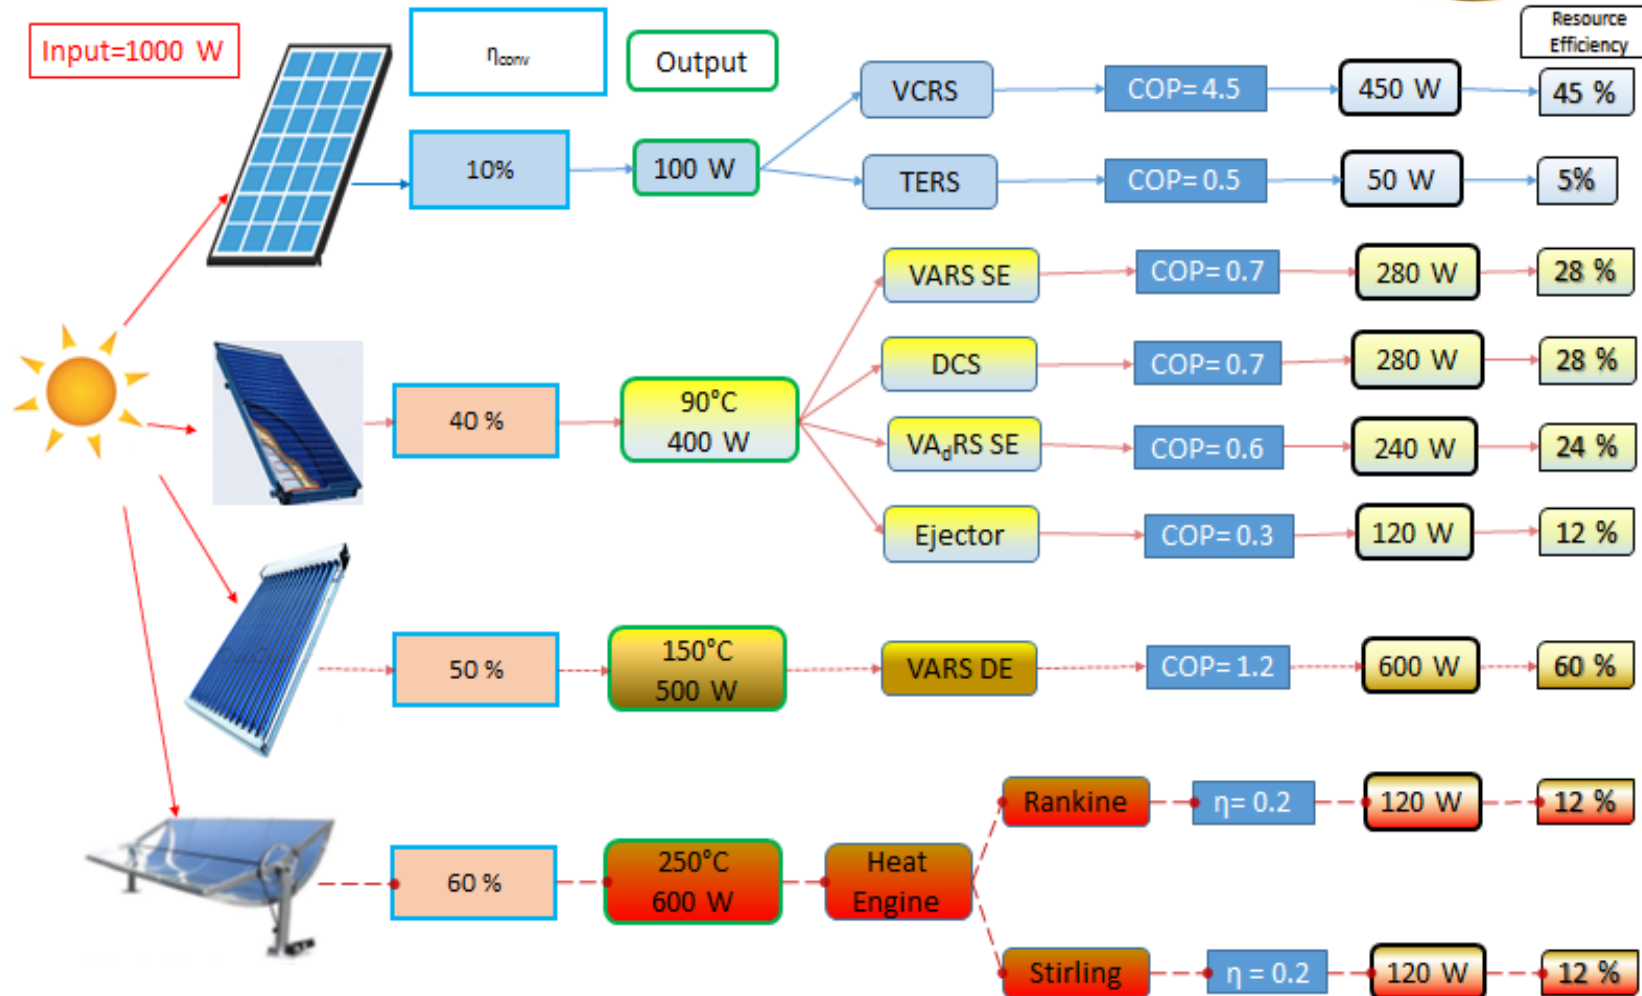 Input=1000 W
ηconv
Output
Resource
Efficiency
10%
100 W
VCRS
COP= 4.5
450 W
45 %
TERS
COP= 0.5
50 W
5%
40 %
90°C
400 W
VARS SE
COP= 0.7
280 W
28 %
DCS
COP= 0.7
280 W
28 %
VAdRS SE
COP= 0.6
240 W
24 %
Ejector
COP= 0.3
120 W
12 %
50 %
150°C
500 W
VARS DE
COP= 1.2
600 W
60 %
60 %
250°C
600 W
Heat
Engine
Rankine
η= 0.2
120 W
12 %
Stirling
η = 0.2
120 W
12 %